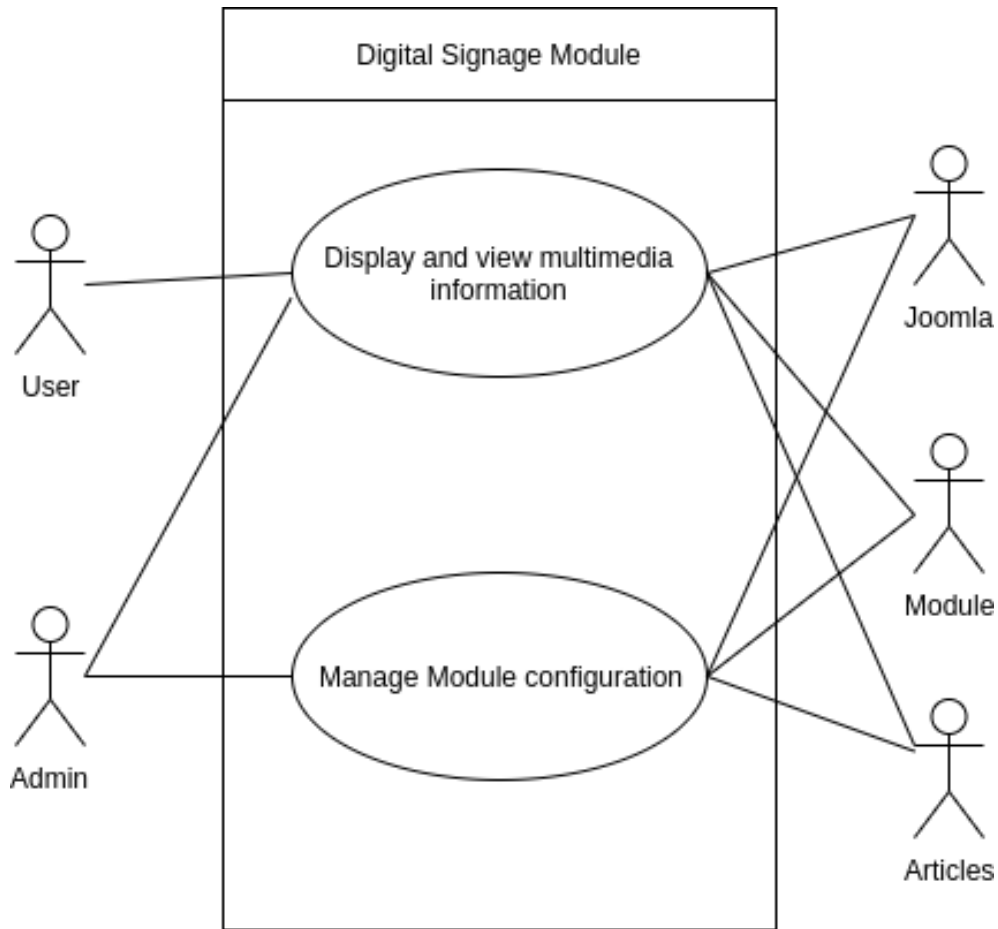 Digital Signage Module
Display and view multimedia
information
Joomla
User
Module
Manage Module configuration
Admin
Articles